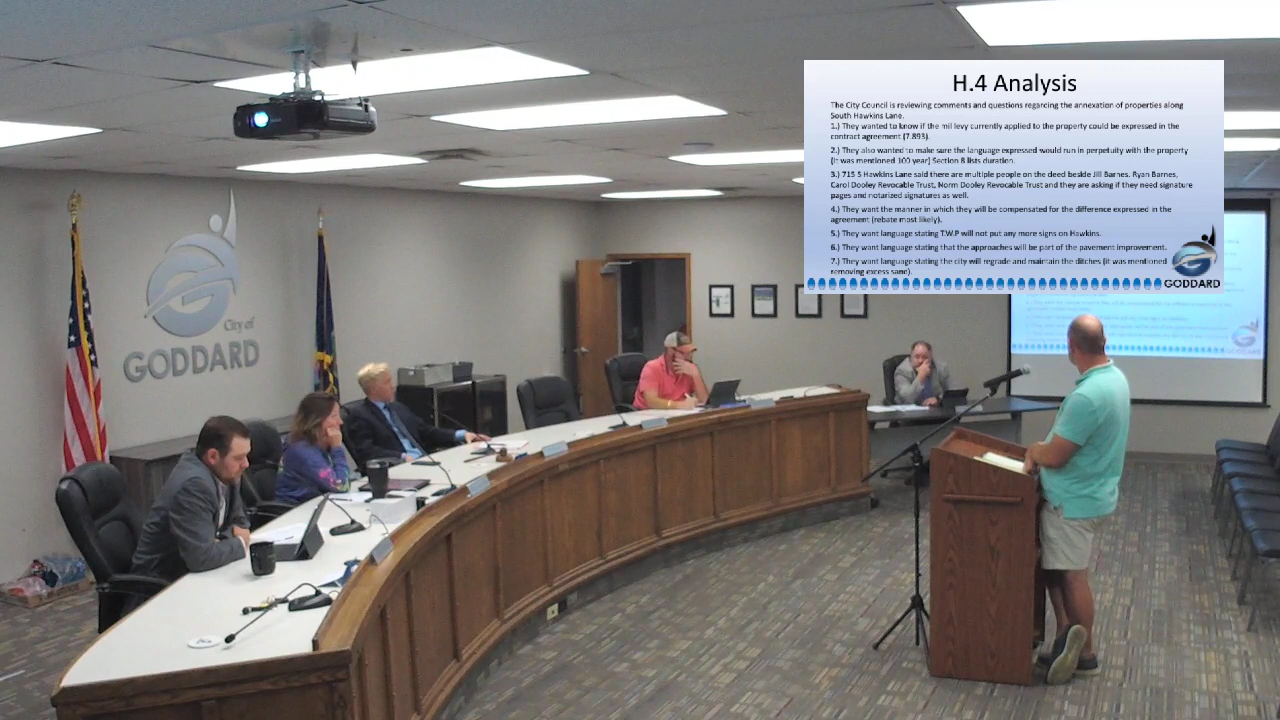 H.4 Analysis
The City Council is reviewing comments and questions regarding the annexation of properties along
South Hawkins Lane.
1.) They wanted to know if the mil levy currently applied to the property could be expressed in the
contract agreement (7.893).
2.) They also wanted to make sure the language expressed would run in perpetuity with the property
(it was mentioned 100 year) Section 8 lists duration.
3.) 715 S Hawkins Lane said there are multiple people on the deed beside Jill Barnes. Ryan Barnes,
Carol Dooley Revocable Trust, Norm Dooley Revocable Trust and they are asking if they need signature
pages and notarized signatures as well.
4.) They want the manner in which they will be compensated for the difference expressed in the
agreement (rebate most likely).
5.) They want language stating T.W.P will not put any more signs on Hawkins.
6.) They want language stating that the approaches will be part of the pavement improvement.
7.) They want language stating the city will regrade and maintain the ditches (it was mentioned
removing excess sane).
GODDARD
City of
GODDARD